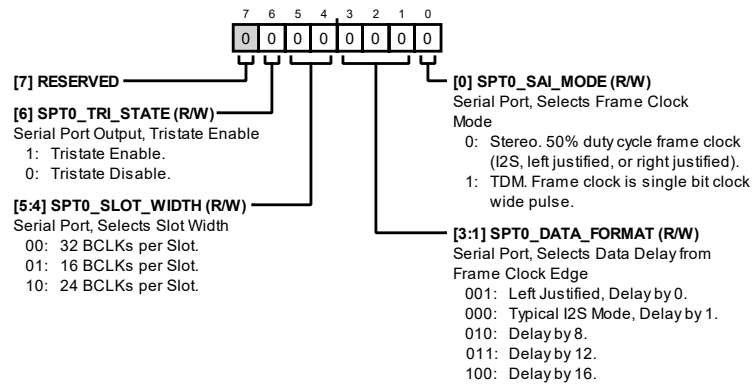 7 6 5 4 3 2 1 0
0 0 0 0 0 0 0 0
[7] RESERVED
[6] SPT0_TRI_STATE (R/W)
Serial Port Output, Tristate Enable
1: Tristate Enable.
0: Tristate Disable.
[5:4] SPT0_SLOT_WIDTH (R/W)
Serial Port, Selects Slot Width
00: 32 BCLKs per Slot.
01: 16 BCLKs per Slot.
10: 24 BCLKs per Slot.
[0] SPT0_SAI_MODE (R/W)
Serial Port, Selects Frame Clock
Mode
0: Stereo. 50% duty cycle frame clock
(I2S, left justified, or right justified).
1: TDM. Frame clock is single bit clock
wide pulse.
[3:1] SPT0_DATA_FORMAT (R/W)
Serial Port, Selects Data Delay from
Frame Clock Edge
001: Left Justified, Delay by 0.
000: Typical I2S Mode, Delay by 1.
010: Delay by 8.
011: Delay by 12.
100: Delay by 16.